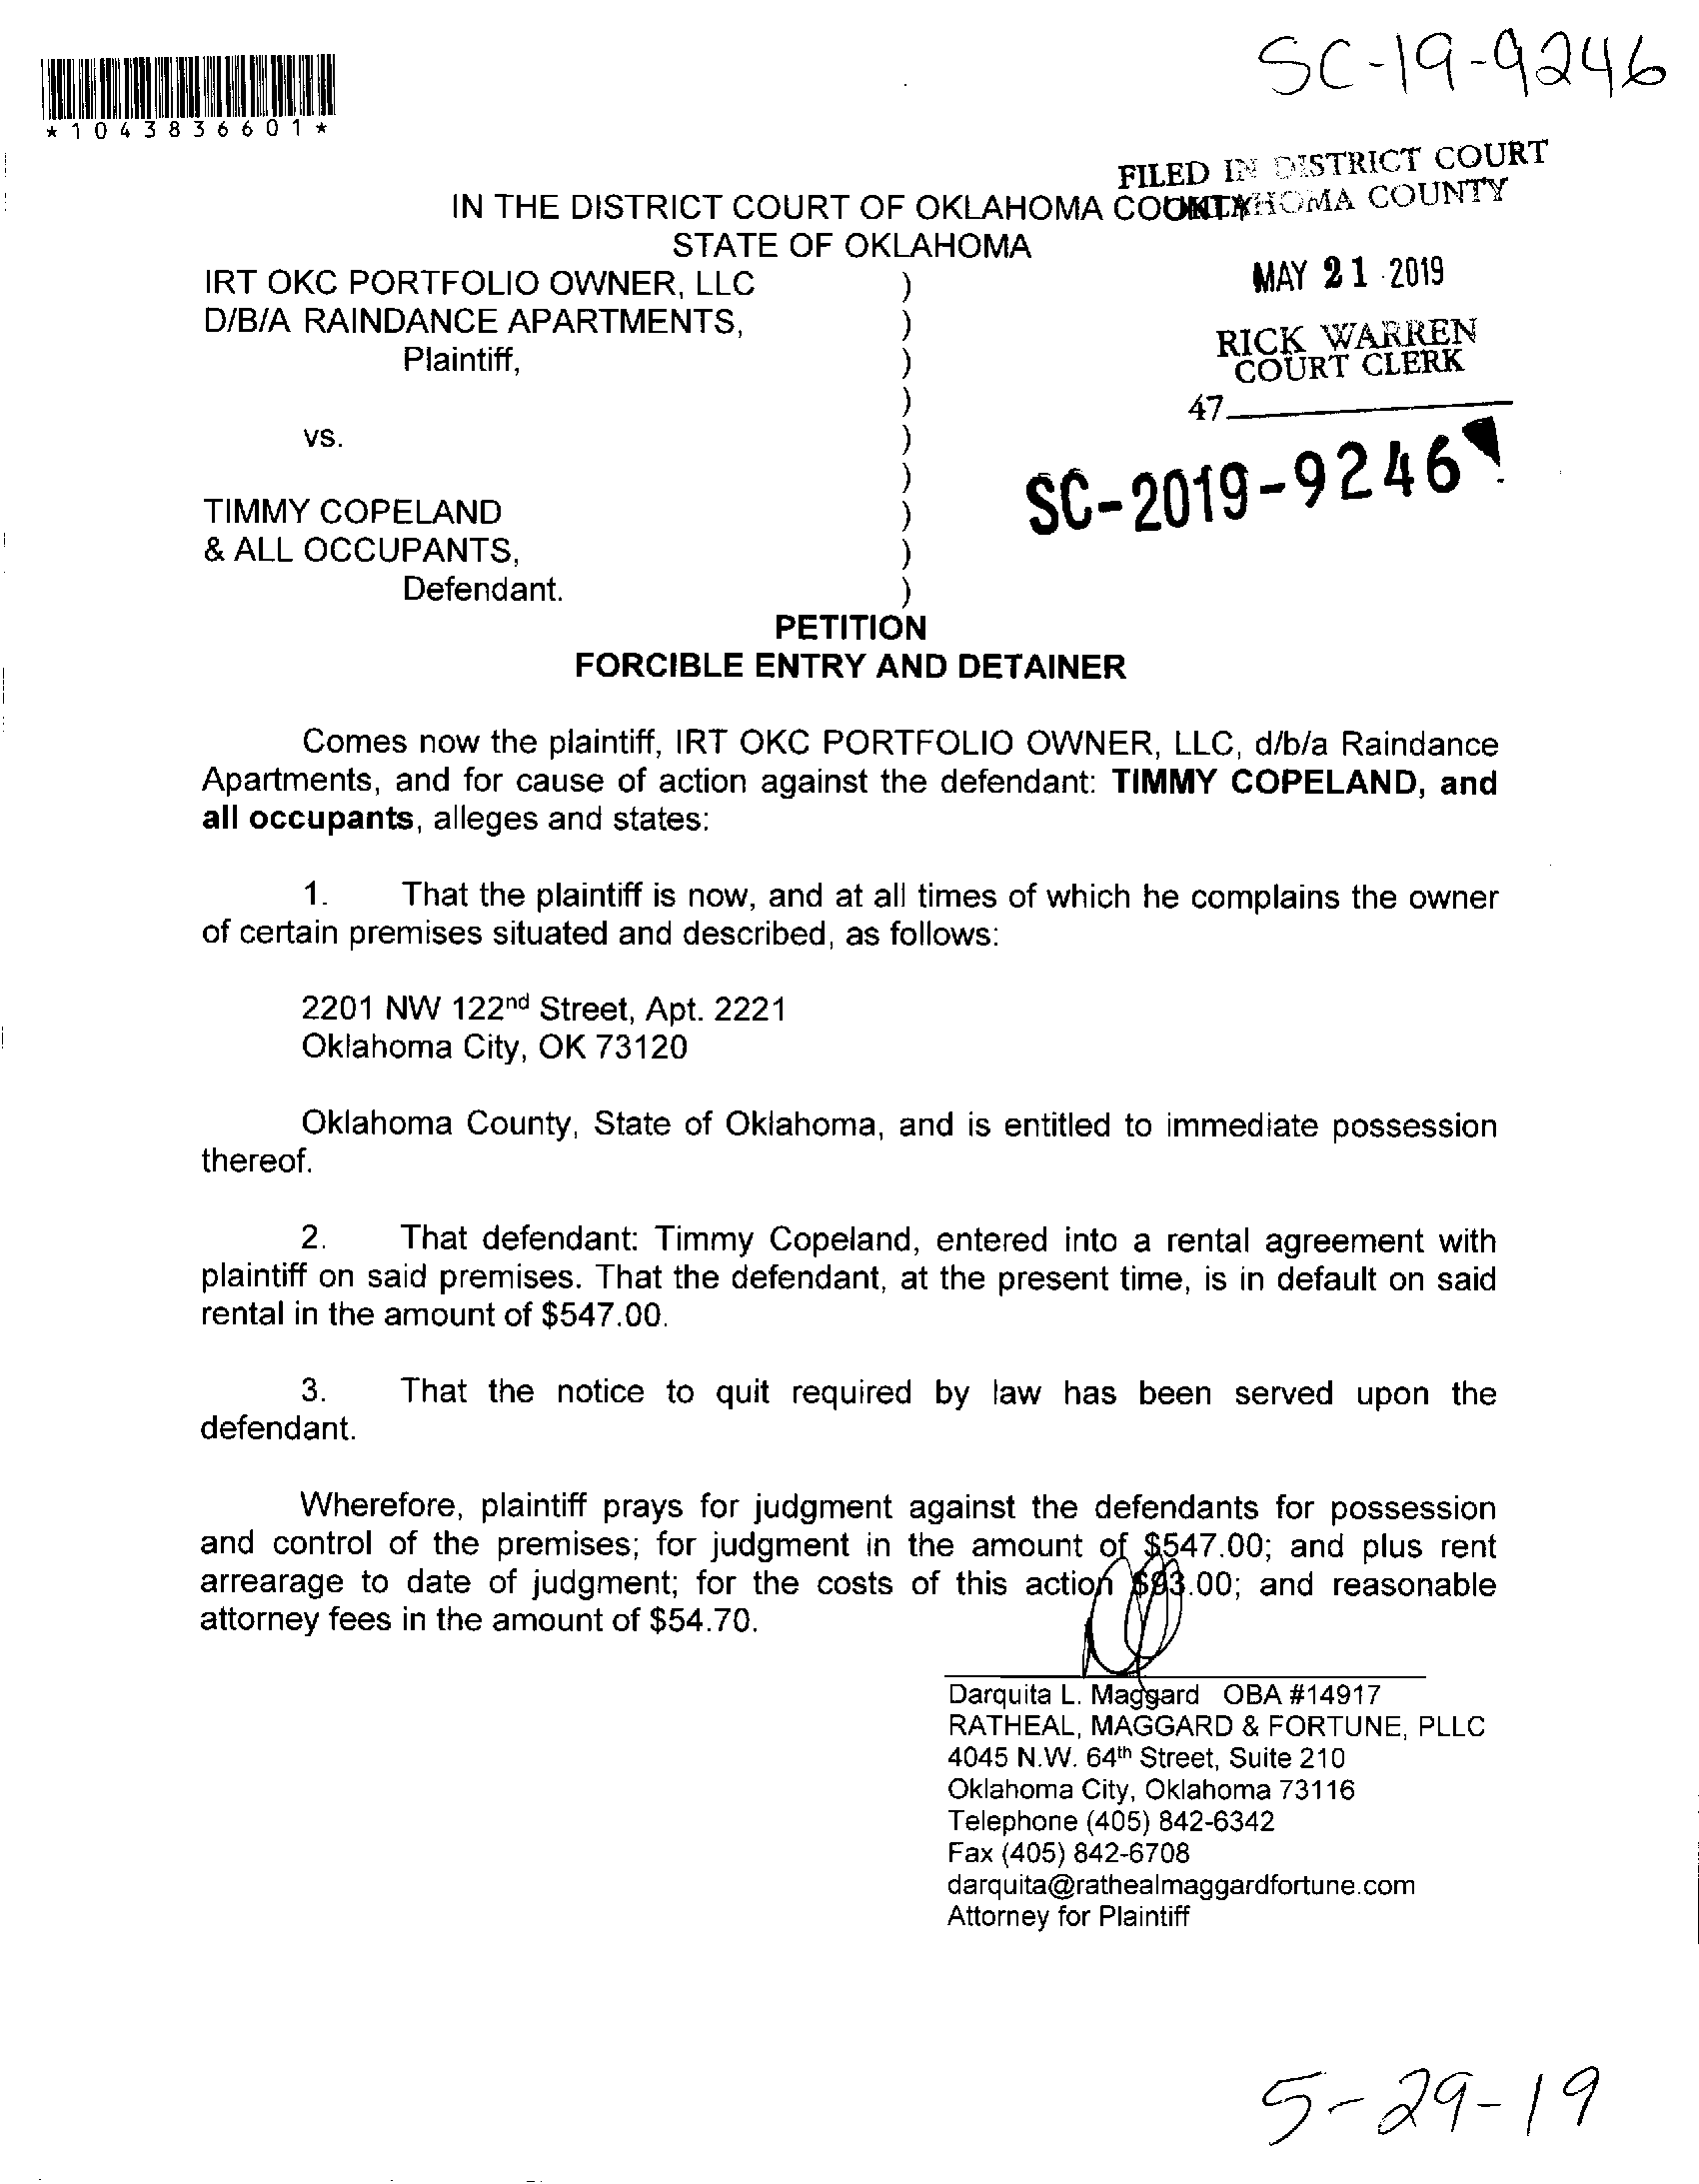 SC-19-9246
*1043836601*
FILED IN DISTRICT COURT
OKLAHOMA COUNTY
IN THE DISTRICT COURT OF OKLAHOMA COUNTY
STATE OF OKLAHOMA
IRT OKC PORTFOLIO OWNER, LLC )
D/B/A RAINDANCE APARTMENTS, )
Plaintiff, )
)
vs. )
)
TIMMY COPELAND )
& ALL OCCUPANTS, )
Defendant. )
MAY 21 2019
RICK WARREN
COURT CLERK
47
SC-2019-9246
PETITION
FORCIBLE ENTRY AND DETAINER
Comes now the plaintiff, IRT OKC PORTFOLIO OWNER, LLC, d/b/a Raindance
Apartments, and for cause of action against the defendant: TIMMY COPELAND, and
all occupants, alleges and states:
1. That the plaintiff is now, and at all times of which he complains the owner
of certain premises situated and described, as follows:
2201 NW 122nd Street, Apt. 2221
Oklahoma City, OK 73120
Oklahoma County, State of Oklahoma, and is entitled to immediate possession
thereof.
2. That defendant: Timmy Copeland, entered into a rental agreement with
plaintiff on said premises. That the defendant, at the present time, is in default on said
rental in the amount of $547.00.
3. That the notice to quit required by law has been served upon the
defendant.
Wherefore, plaintiff prays for judgment against the defendants for possession
and control of the premises; for judgment in the amount of $547.00; and plus rent
arrearage to date of judgment; for the costs of this action $93.00; and reasonable
attorney fees in the amount of $54.70.
Darquita L. Maggard OBA #14917
RATHEAL, MAGGARD & FORTUNE, PLLC
4045 N.W. 64th Street, Suite 210
Oklahoma City, Oklahoma 73116
Telephone (405) 842-6342
Fax (405) 842-6708
darquita@rathealmaggardfortune.com
Attorney for Plaintiff
5-29-19